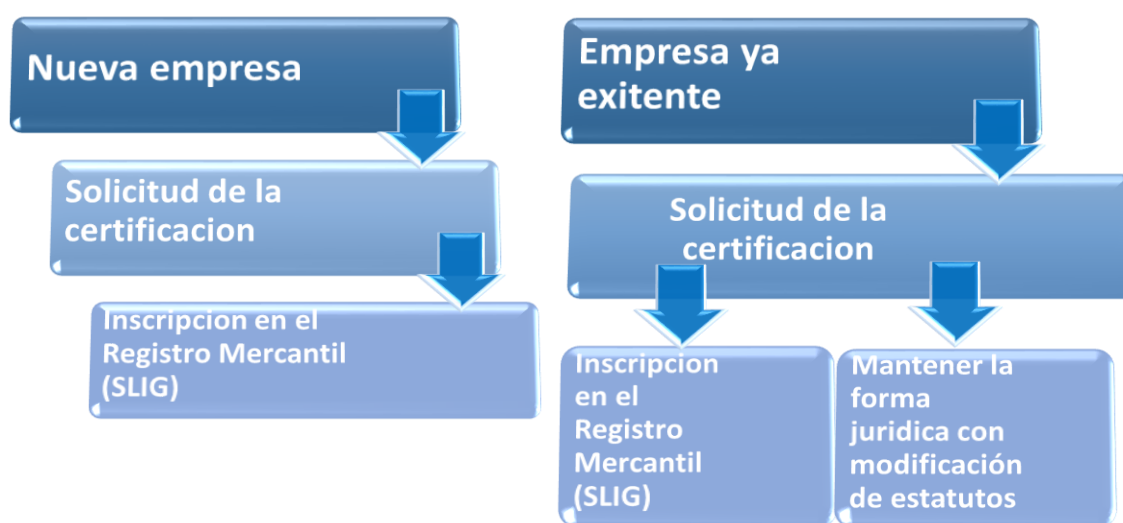 Nueva empresa
Solicitud de la
certificacion
Inscripcion en el
Registro Mercantil
(SLIG)
Empresa ya
exitente
Solicitud de la
certificacion
Inscripcion
en el
Registro
Mercantil
(SLIG)
Mantener la
forma
juridica con
modificación
de estatutos